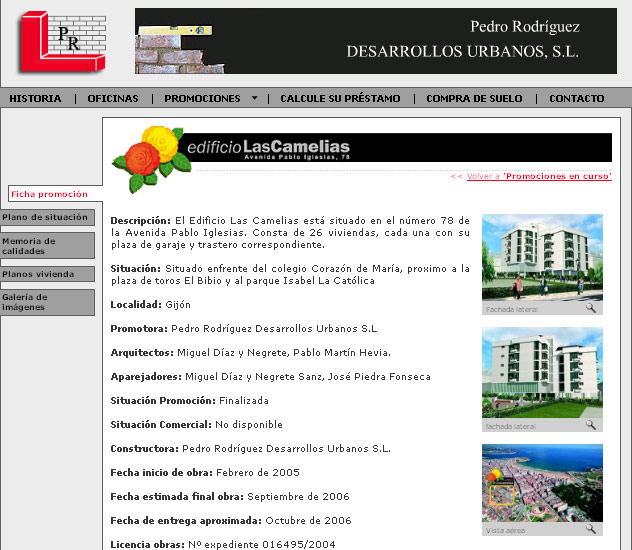 P
R
Pedro Rodríguez
DESARROLLOS URBANOS, S.L.
HISTORIA | OFICINAS | PROMOCIONES | CALCULE SU PRÉSTAMO | COMPRA DE SUELO | CONTACTO
edificio LasCamelias
Avenida Pablo Iglesias, 78
<< Volver a 'Promociones en curso'
Ficha promoción
Plano de situación
Memoria de
calidades
Planos vivienda
Galería de
imágenes
Descripción: El Edificio Las Camelias está situado en el número 78 de
la Avenida Pablo Iglesias. Consta de 26 viviendas, cada una con su
plaza de garaje y trastero correspondiente.
Situación: Situado enfrente del colegio Corazón de María, proximo a la
plaza de toros El Bibio y al parque Isabel La Católica
Localidad: Gijón
Promotora: Pedro Rodríguez Desarrollos Urbanos S.L
Arquitectos: Miguel Díaz y Negrete, Pablo Martín Hevia.
Aparejadores: Miguel Díaz y Negrete Sanz, José Piedra Fonseca
Situación Promoción: Finalizada
Situación Comercial: No disponible
Constructora: Pedro Rodríguez Desarrollos Urbanos S.L.
Fecha inicio de obra: Febrero de 2005
Fecha estimada final obra: Septiembre de 2006
Fecha de entrega aproximada: Octubre de 2006
Licencia obras: Nº expediente 016495/2004
Fachada lateral
fachada lateral
Vista aérea